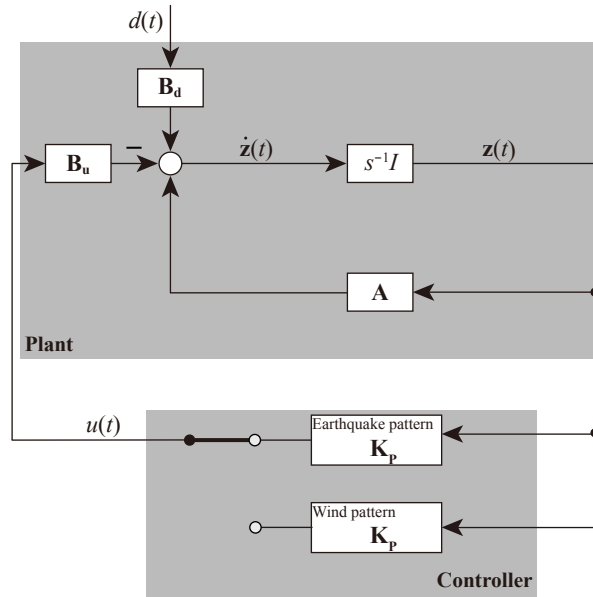 d(t)
B_d
B_u
−
ż(t)
s⁻¹I
z(t)
A
Plant
u(t)
Earthquake pattern
K_P
Wind pattern
K_P
Controller